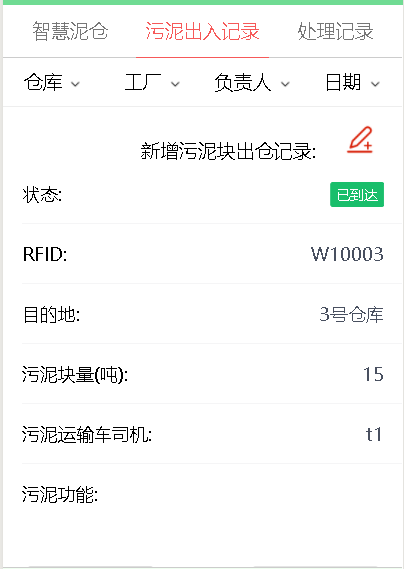 智慧泥仓 污泥出入记录 处理记录
仓库 工厂 负责人 日期
新增污泥块出仓记录:
状态: 已到达
RFID: W10003
目的地: 3号仓库
污泥块量(吨): 15
污泥运输车司机: t1
污泥功能: